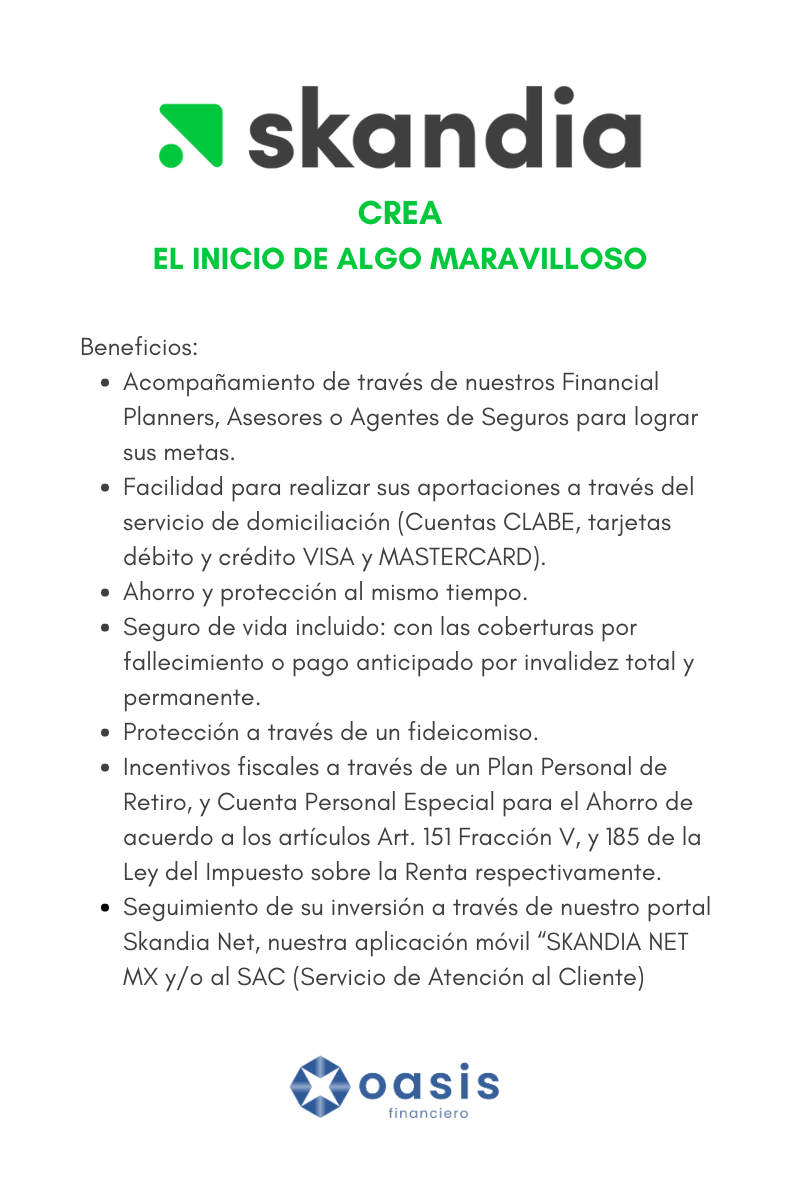 skandia
CREA
EL INICIO DE ALGO MARAVILLOSO
Beneficios:
• Acompañamiento de través de nuestros Financial
Planners, Asesores o Agentes de Seguros para lograr
sus metas.
• Facilidad para realizar sus aportaciones a través del
servicio de domiciliación (Cuentas CLABE, tarjetas
débito y crédito VISA y MASTERCARD).
• Ahorro y protección al mismo tiempo.
• Seguro de vida incluido: con las coberturas por
fallecimiento o pago anticipado por invalidez total y
permanente.
• Protección a través de un fideicomiso.
• Incentivos fiscales a través de un Plan Personal de
Retiro, y Cuenta Personal Especial para el Ahorro de
acuerdo a los artículos Art. 151 Fracción V, y 185 de la
Ley del Impuesto sobre la Renta respectivamente.
• Seguimiento de su inversión a través de nuestro portal
Skandia Net, nuestra aplicación móvil “SKANDIA NET
MX y/o al SAC (Servicio de Atención al Cliente)
oasis
financiero